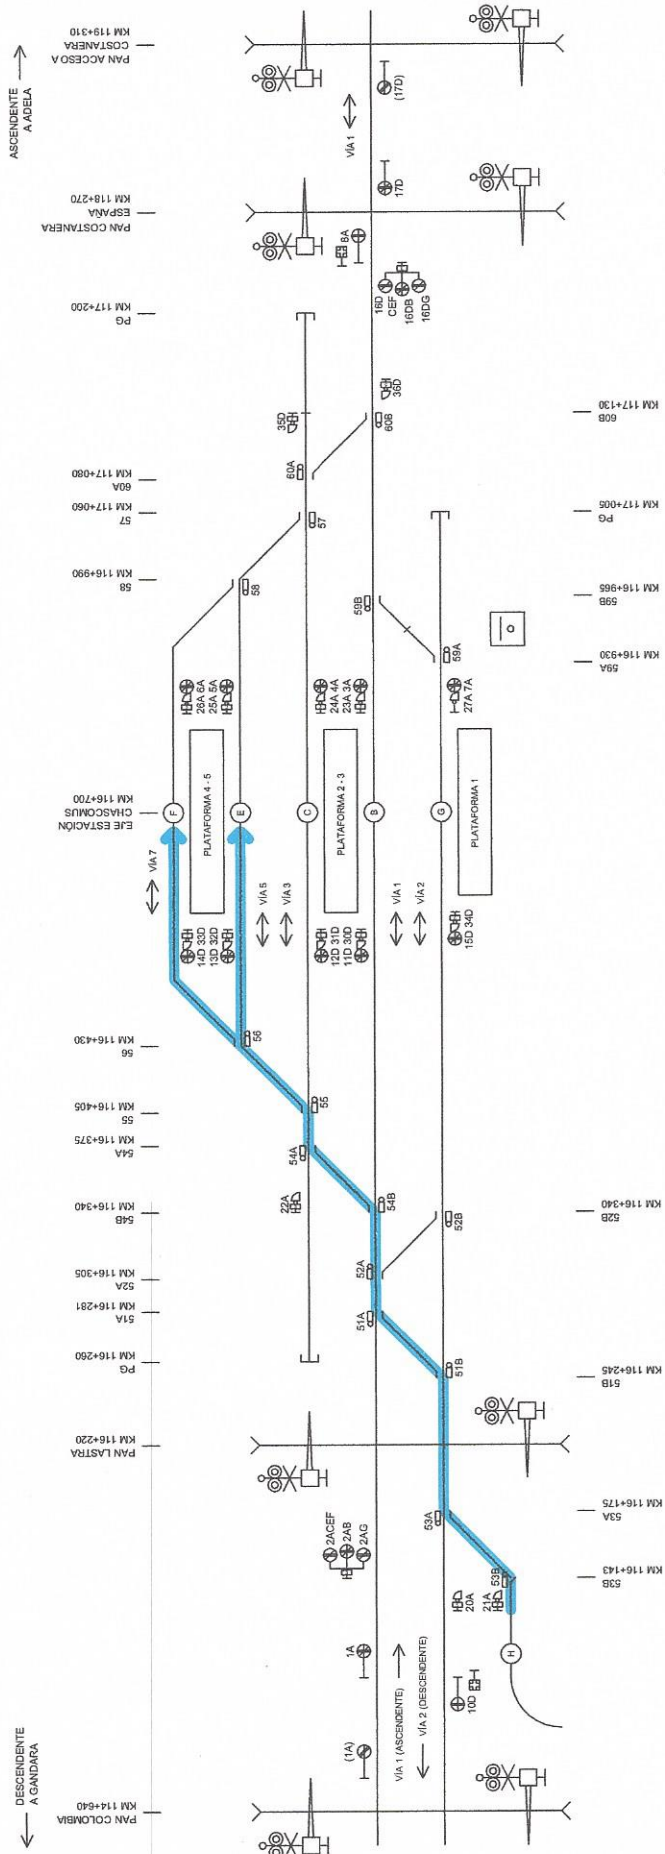 DESCENDENTE
A GANDARA
ASCENDENTE
A ADELA
PAN COLOMBIA
KM 114+640
PAN LASTRA
KM 116+220
PG
KM 116+260
51A
KM 116+281
52A
KM 116+305
54B
KM 116+340
54A
KM 116+375
55
KM 116+405
56
KM 116+430
EJE ESTACIÓN
CHASCOMUS
KM 116+700
58
KM 116+990
57
KM 117+060
60A
KM 117+080
PG
KM 117+200
PAN COSTANERA
ESPAÑA
KM 118+270
PAN ACCESO A
COSTANERA
KM 119+310
VÍA 7
F
14D 33D
13D 32D
PLATAFORMA 4 - 5
26A 6A
25A 5A
56
E
58
VÍA 5
VÍA 3
22A
54A
55
C
57
60A
35D
12D 31D
11D 30D
PLATAFORMA 2 - 3
24A 4A
23A 3A
(1A)
1A
2ACEF
2AB
2AG
51A
52A
54B
B
59B
60B
36D
16D
CEF
16DB
16DG
8A
17D
(17D)
VÍA 1
VÍA 1
VÍA 2
VÍA 1 (ASCENDENTE)
VÍA 2 (DESCENDENTE)
53A
51B
52B
G
59A
15D 34D
PLATAFORMA 1
27A 7A
10D
20A
21A
53B
H
53B
KM 116+143
53A
KM 116+175
51B
KM 116+245
52B
KM 116+340
59A
KM 116+930
59B
KM 116+965
PG
KM 117+005
60B
KM 117+130